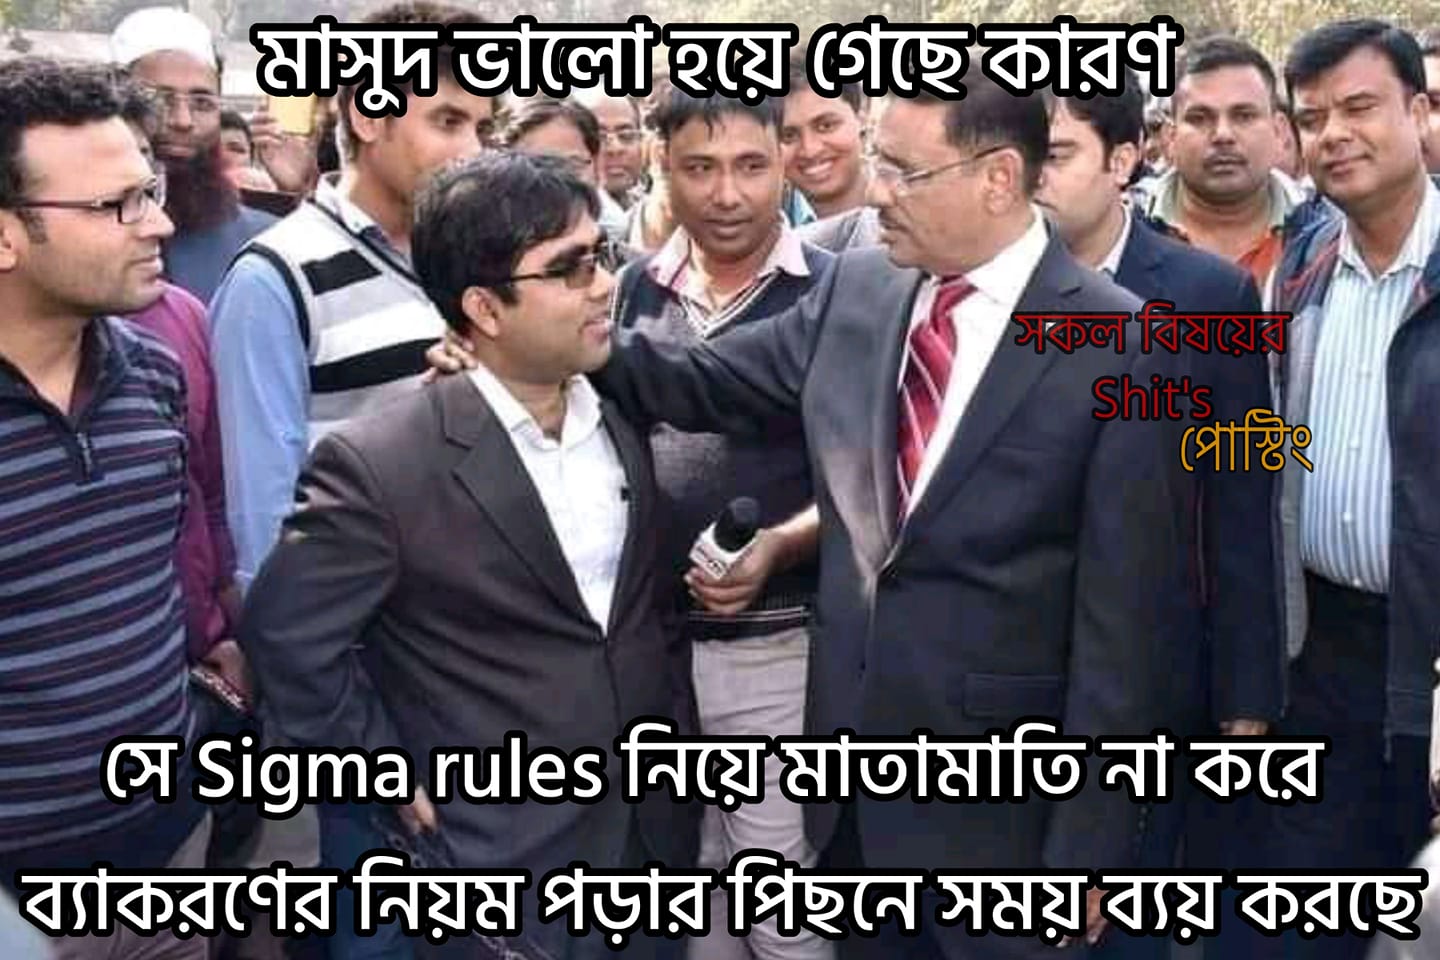 মাসুদ ভালো হয়ে গেছে কারণ
সকল বিষয়ের
Shit's
পোস্টিং
সে Sigma rules নিয়ে মাতামাতি না করে
ব্যাকরণের নিয়ম পড়ার পিছনে সময় ব্যয় করছে